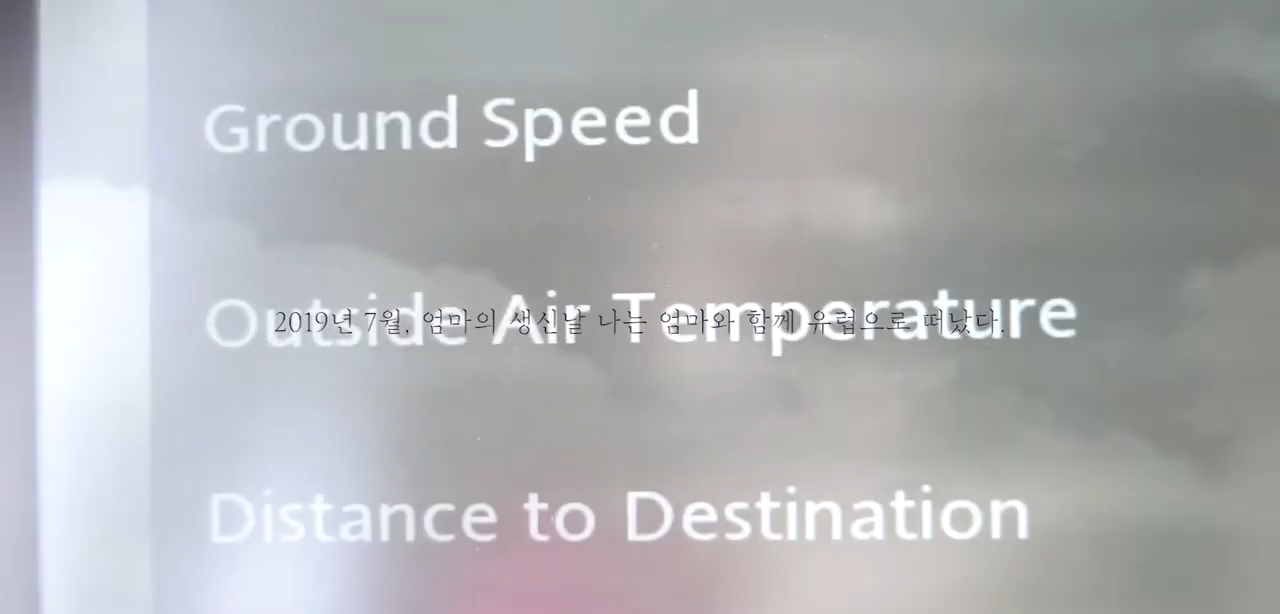 Ground Speed
Outside Air Temperature
2019년 7월, 엄마의 생신날 나는 엄마와 함께 유럽으로 떠났다.
Distance to Destination